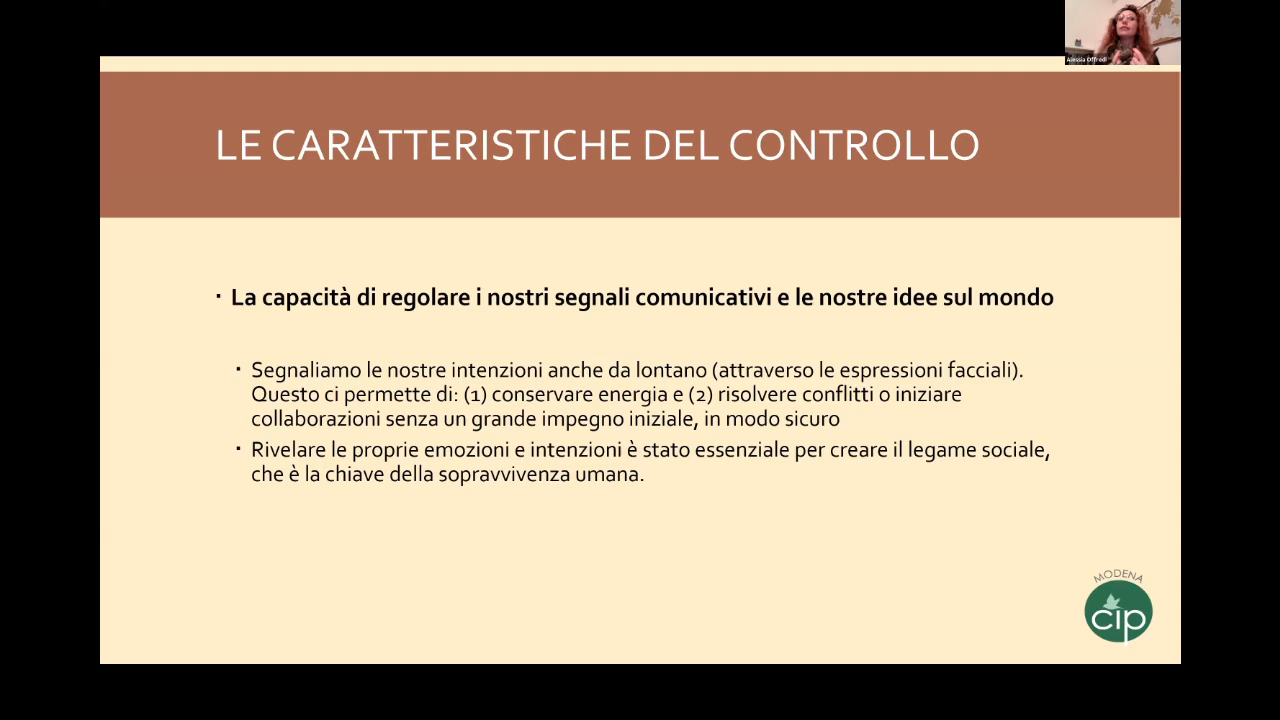 Alessia Offredi
LE CARATTERISTICHE DEL CONTROLLO
▪ La capacità di regolare i nostri segnali comunicativi e le nostre idee sul mondo
▪ Segnaliamo le nostre intenzioni anche da lontano (attraverso le espressioni facciali).
Questo ci permette di: (1) conservare energia e (2) risolvere conflitti o iniziare
collaborazioni senza un grande impegno iniziale, in modo sicuro
▪ Rivelare le proprie emozioni e intenzioni è stato essenziale per creare il legame sociale,
che è la chiave della sopravvivenza umana.
MODENA
cip